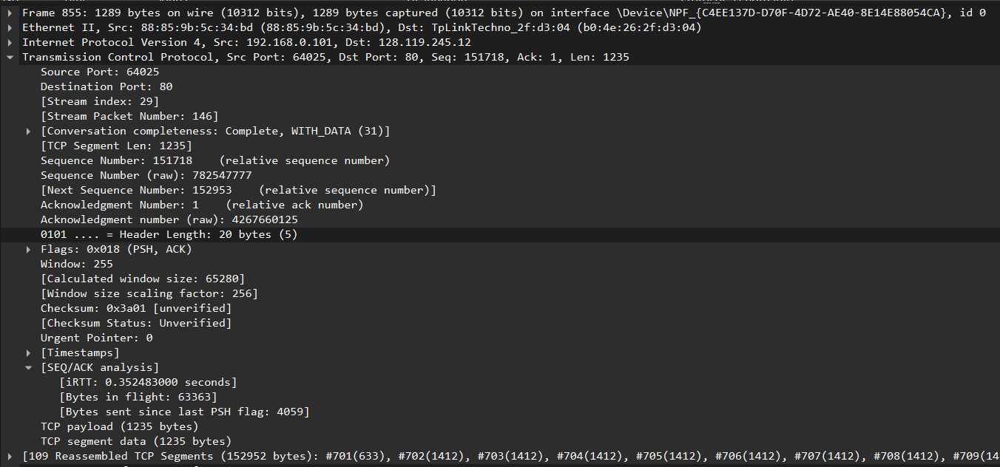 Frame 855: 1289 bytes on wire (10312 bits), 1289 bytes captured (10312 bits) on interface \Device\NPF_{C4EE137D-D70F-4D72-AE40-8E14E88054CA}, id 0
Ethernet II, Src: 88:85:9b:5c:34:bd (88:85:9b:5c:34:bd), Dst: TpLinkTechno_2f:d3:04 (b0:4e:26:2f:d3:04)
Internet Protocol Version 4, Src: 192.168.0.101, Dst: 128.119.245.12
Transmission Control Protocol, Src Port: 64025, Dst Port: 80, Seq: 151718, Ack: 1, Len: 1235
Source Port: 64025
Destination Port: 80
[Stream index: 29]
[Stream Packet Number: 146]
[Conversation completeness: Complete, WITH_DATA (31)]
[TCP Segment Len: 1235]
Sequence Number: 151718    (relative sequence number)
Sequence Number (raw): 782547777
[Next Sequence Number: 152953    (relative sequence number)]
Acknowledgment Number: 1    (relative ack number)
Acknowledgment number (raw): 4267660125
0101 .... = Header Length: 20 bytes (5)
Flags: 0x018 (PSH, ACK)
Window: 255
[Calculated window size: 65280]
[Window size scaling factor: 256]
Checksum: 0x3a01 [unverified]
[Checksum Status: Unverified]
Urgent Pointer: 0
[Timestamps]
[SEQ/ACK analysis]
[iRTT: 0.352483000 seconds]
[Bytes in flight: 63363]
[Bytes sent since last PSH flag: 4059]
TCP payload (1235 bytes)
TCP segment data (1235 bytes)
[109 Reassembled TCP Segments (152952 bytes): #701(633), #702(1412), #703(1412), #704(1412), #705(1412), #706(1412), #707(1412), #708(1412), #709(14